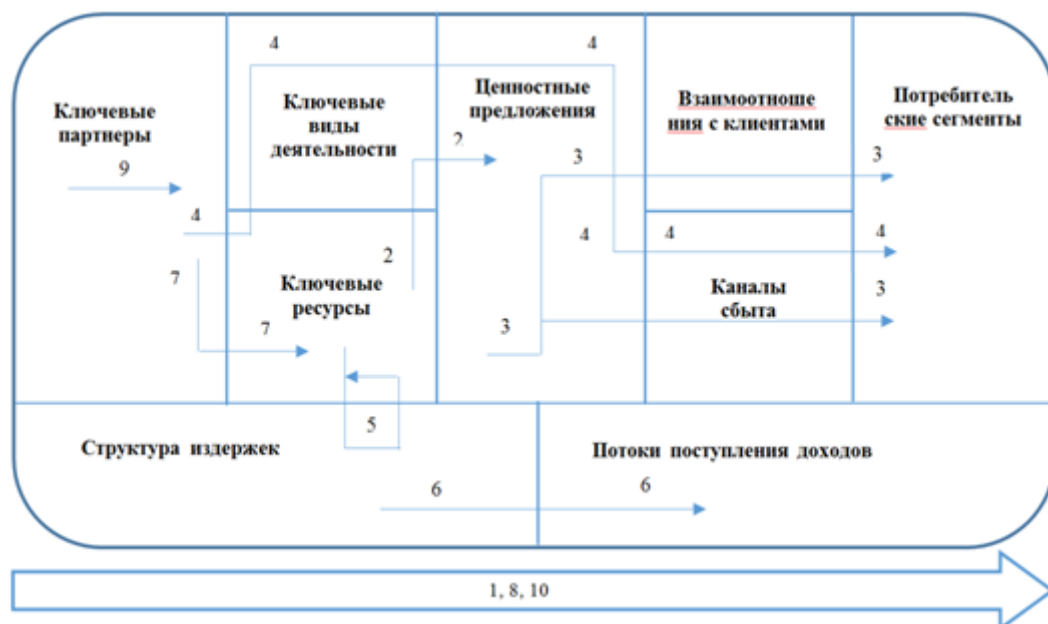 4
4
Ключевые
партнеры
9
Ключевые
виды
деятельности
Ценностные
предложения
2
3
Взаимоотноше
ния с клиентами
Потребитель
ские сегменты
3
4
7
2
Ключевые
ресурсы
7
4
4
4
3
3
Каналы
сбыта
5
Структура издержек
Потоки поступления доходов
6
6
1, 8, 10